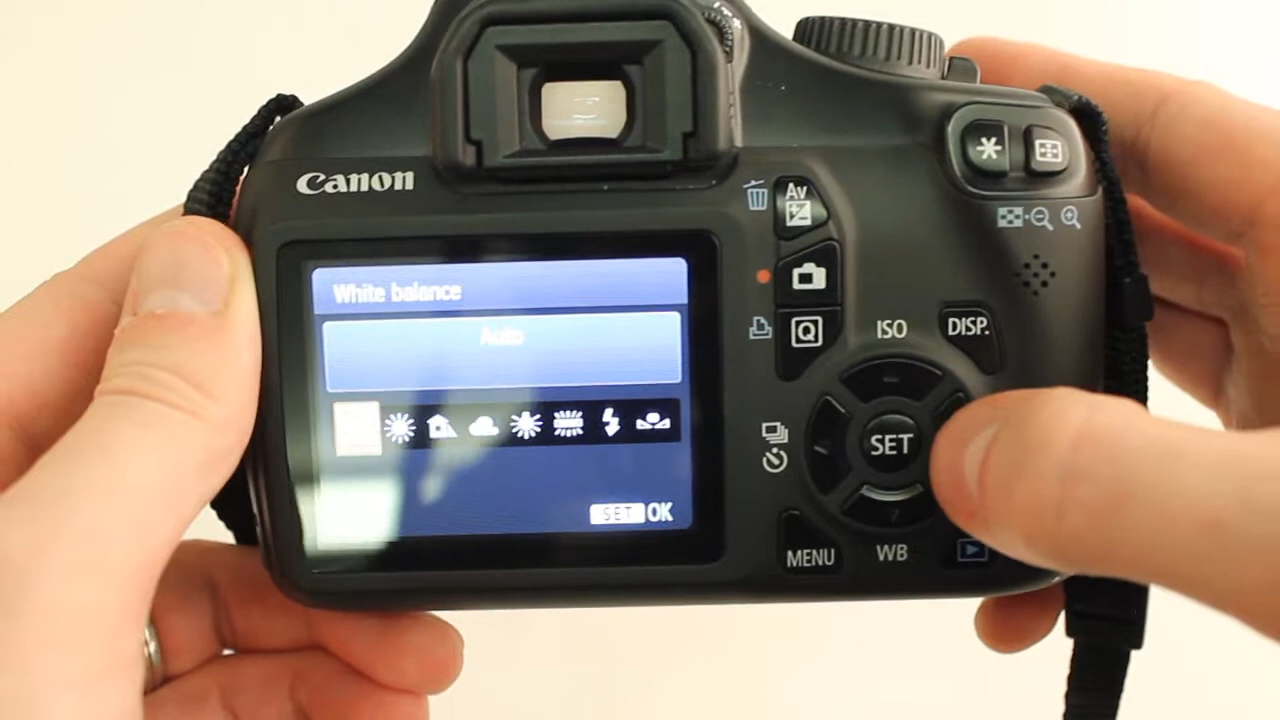 Canon
Av
White balance
Auto
Q
ISO
DISP.
SET
SET OK
MENU
WB